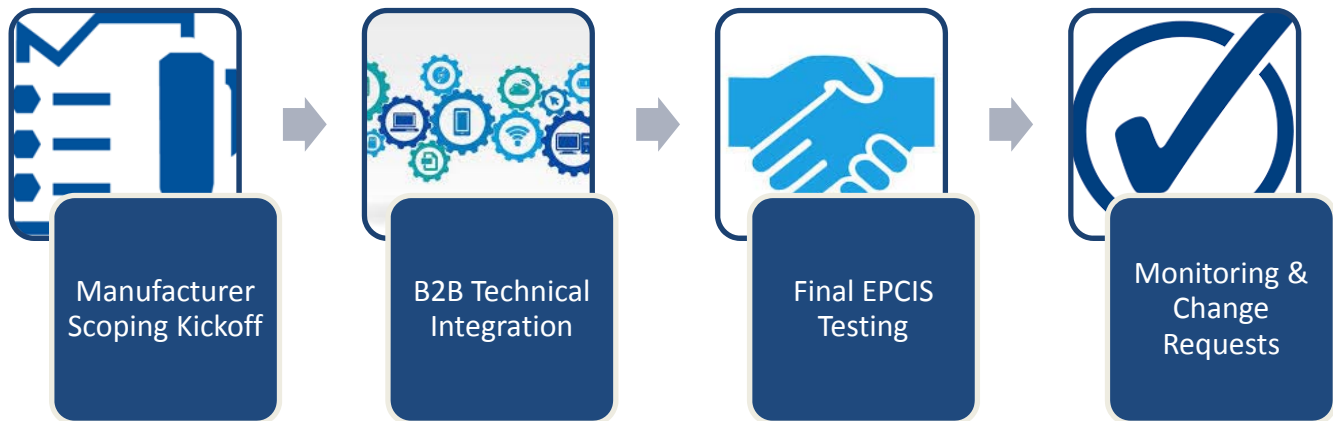 Manufacturer
Scoping Kickoff
B2B Technical
Integration
Final EPCIS
Testing
Monitoring &
Change
Requests